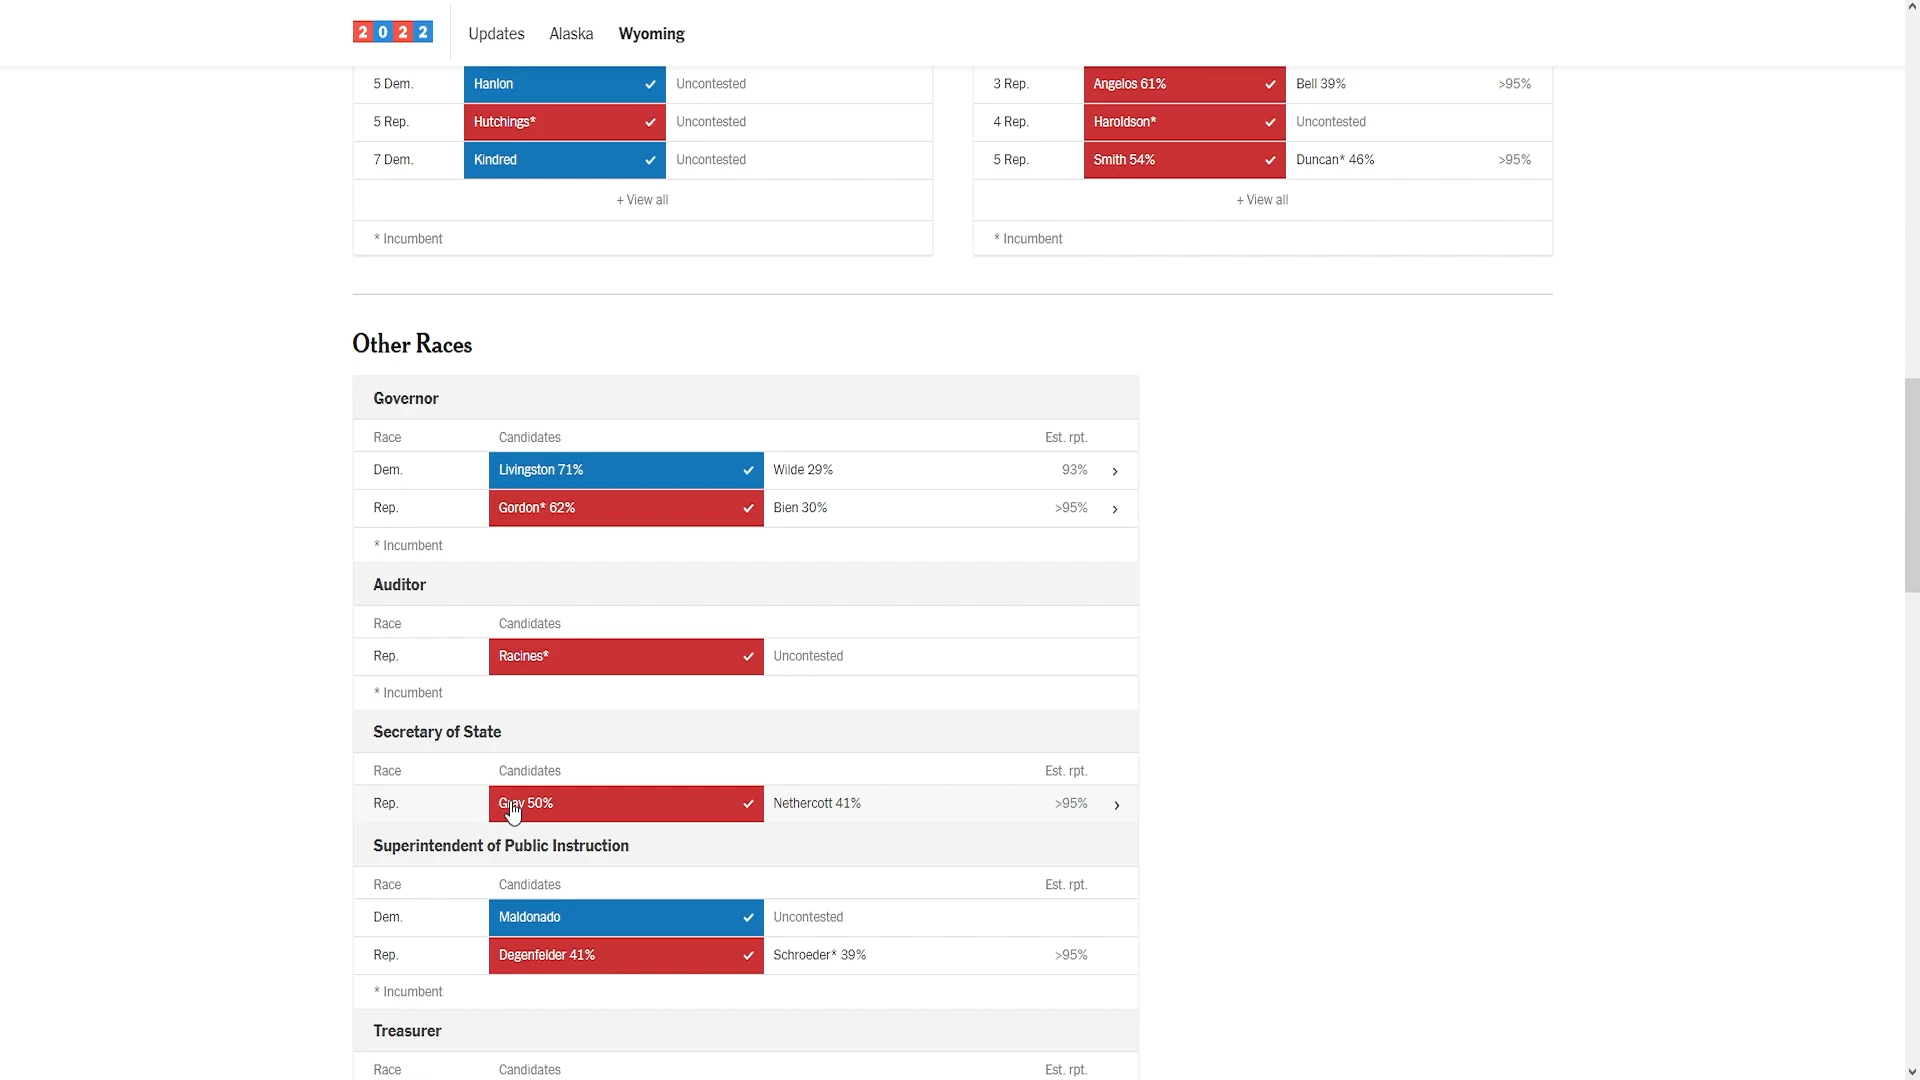 2022 Updates Alaska Wyoming
5 Dem. Hanlon ✓ Uncontested
5 Rep. Hutchings* ✓ Uncontested
7 Dem. Kindred ✓ Uncontested
+ View all
* Incumbent
3 Rep. Angelos 61% ✓ Bell 39% >95%
4 Rep. Haroldson* ✓ Uncontested
5 Rep. Smith 54% ✓ Duncan* 46% >95%
+ View all
* Incumbent
Other Races
Governor
Race Candidates Est. rpt.
Dem. Livingston 71% ✓ Wilde 29% 93% ›
Rep. Gordon* 62% ✓ Bien 30% >95% ›
* Incumbent
Auditor
Race Candidates
Rep. Racines* ✓ Uncontested
* Incumbent
Secretary of State
Race Candidates Est. rpt.
Rep. Gray 50% ✓ Nethercott 41% >95% ›
Superintendent of Public Instruction
Race Candidates Est. rpt.
Dem. Maldonado ✓ Uncontested
Rep. Degenfelder 41% ✓ Schroeder* 39% >95%
* Incumbent
Treasurer
Race Candidates Est. rpt.